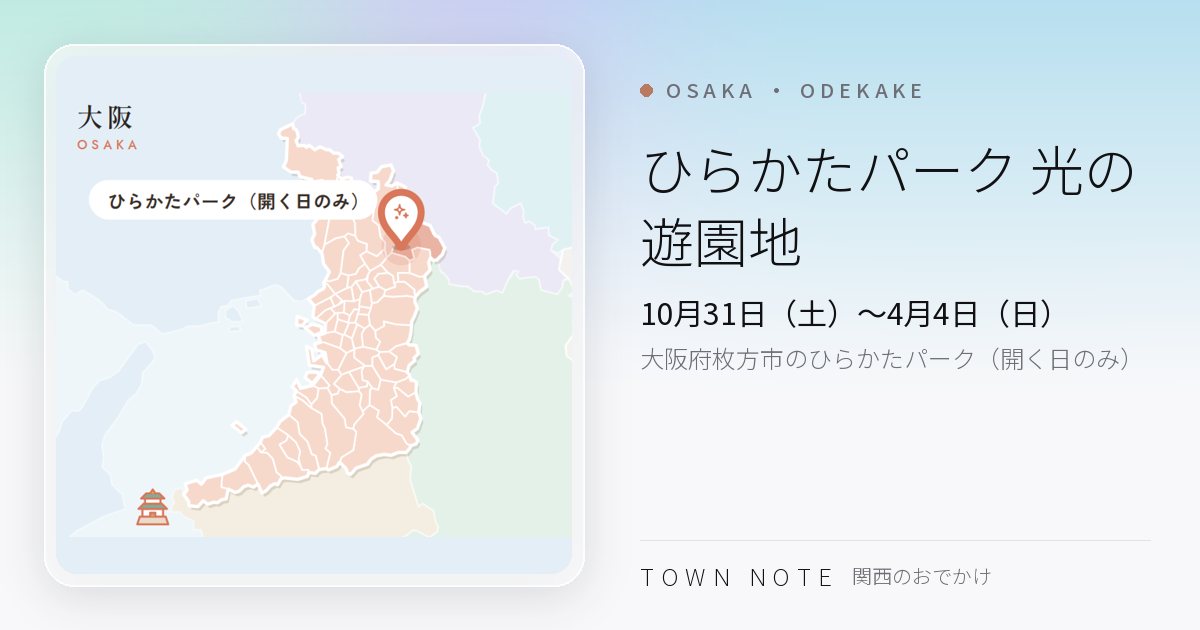 大阪
OSAKA
ひらかたパーク（開く日のみ）
OSAKA・ODEKAKE
ひらかたパーク 光の
遊園地
10月31日（土）〜4月4日（日）
大阪府枚方市のひらかたパーク（開く日のみ）
TOWN NOTE 関西のおでかけ